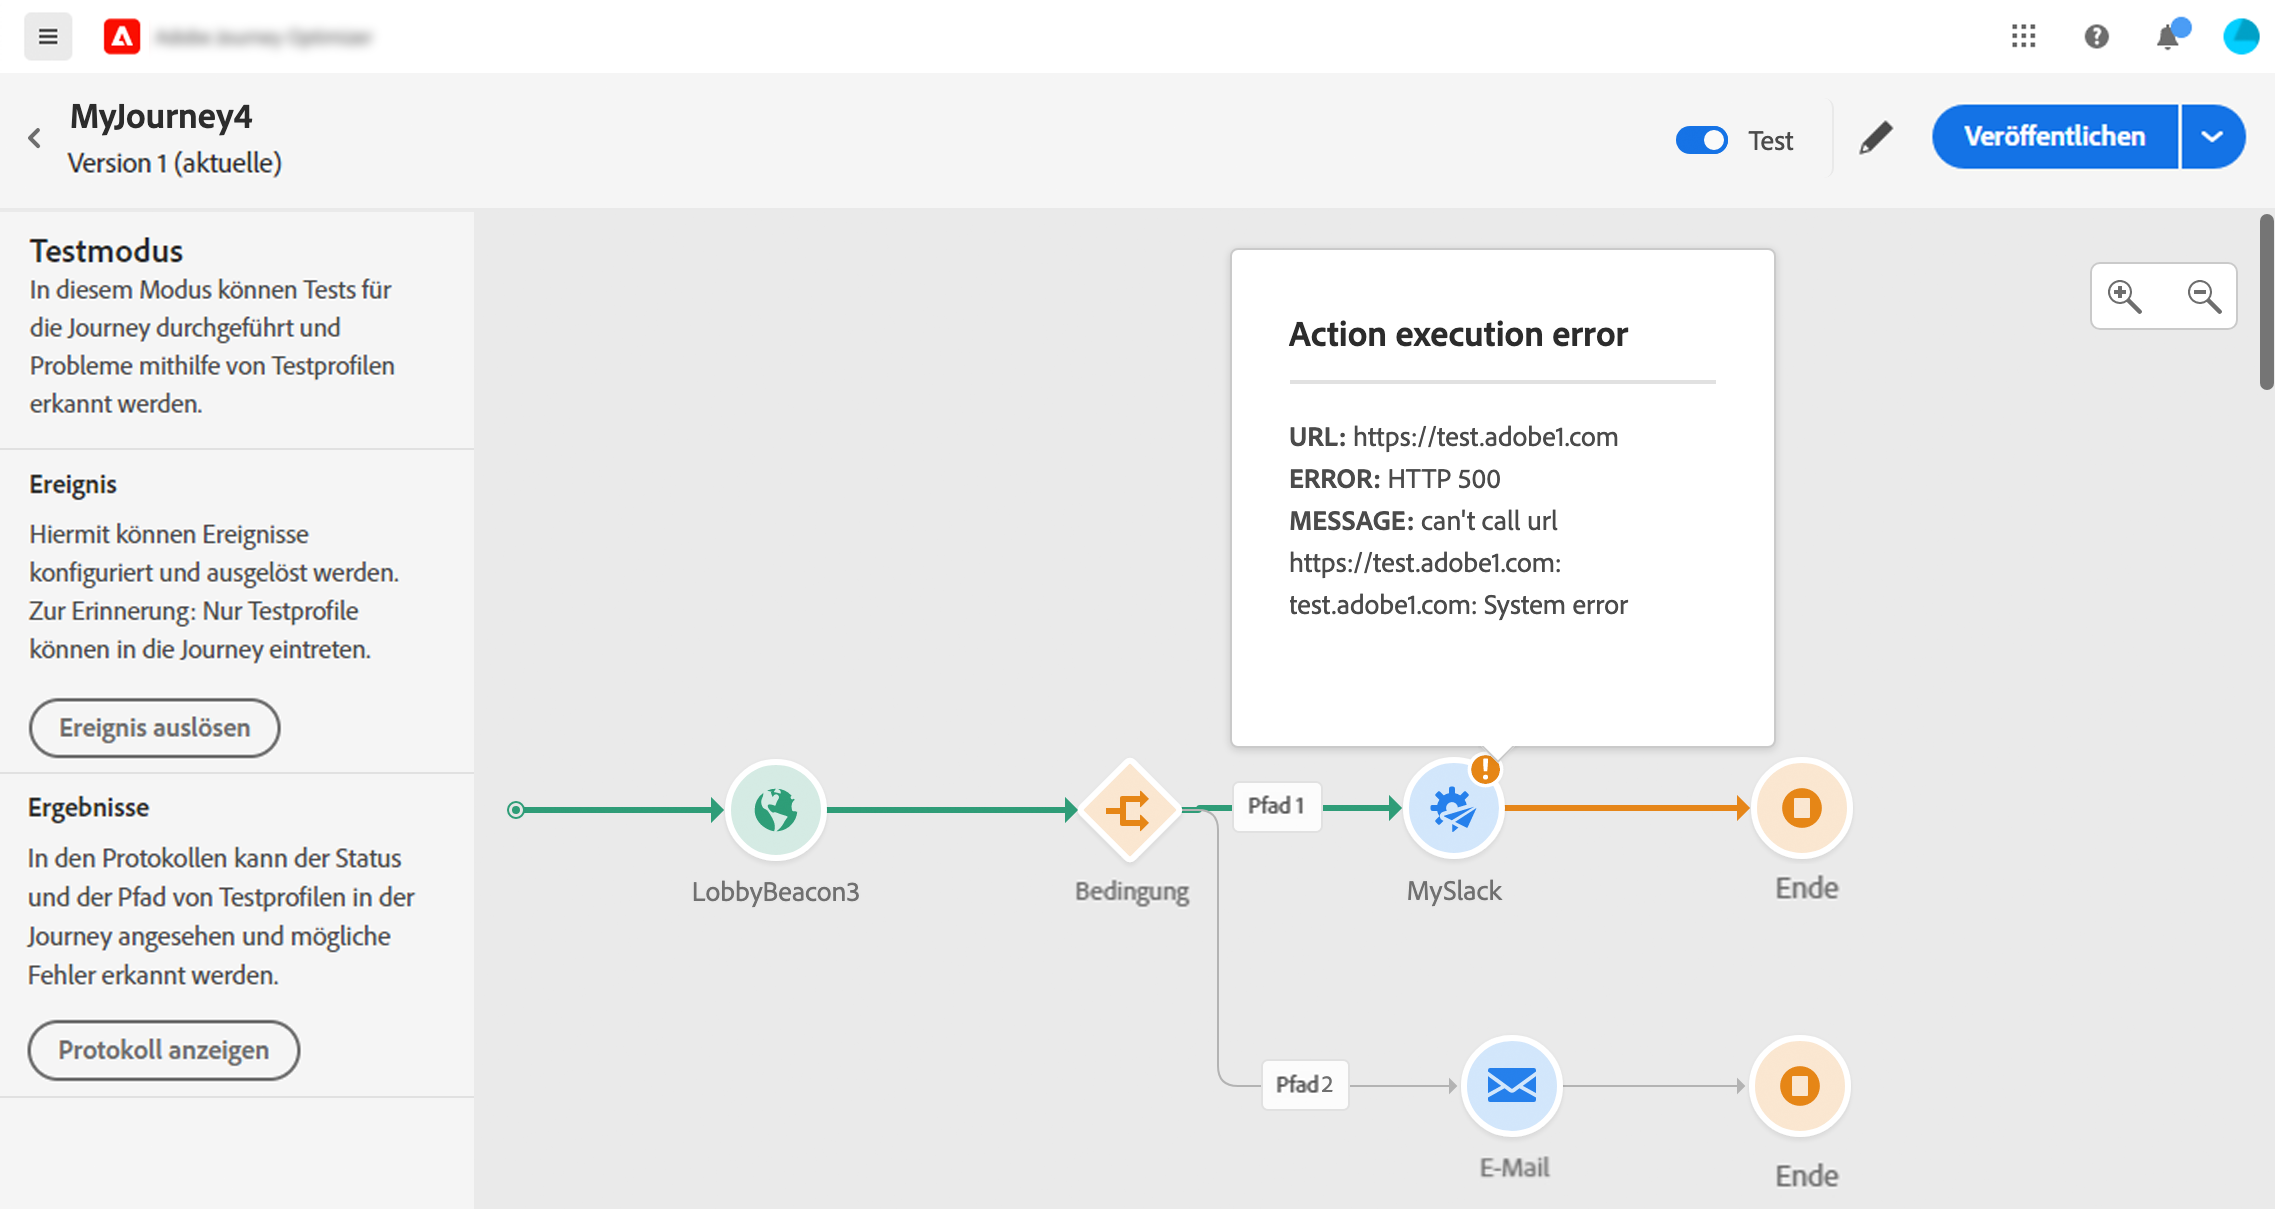 MyJourney4
Version 1 (aktuelle)
Test
Veröffentlichen
Testmodus
In diesem Modus können Tests für
die Journey durchgeführt und
Probleme mithilfe von Testprofilen
erkannt werden.
Ereignis
Hiermit können Ereignisse
konfiguriert und ausgelöst werden.
Zur Erinnerung: Nur Testprofile
können in die Journey eintreten.
Ereignis auslösen
Ergebnisse
In den Protokollen kann der Status
und der Pfad von Testprofilen in der
Journey angesehen und mögliche
Fehler erkannt werden.
Protokoll anzeigen
Action execution error
URL: https://test.adobe1.com
ERROR: HTTP 500
MESSAGE: can't call url
https://test.adobe1.com:
test.adobe1.com: System error
LobbyBeacon3
Bedingung
Pfad 1
MySlack
Ende
Pfad2
E-Mail
Ende